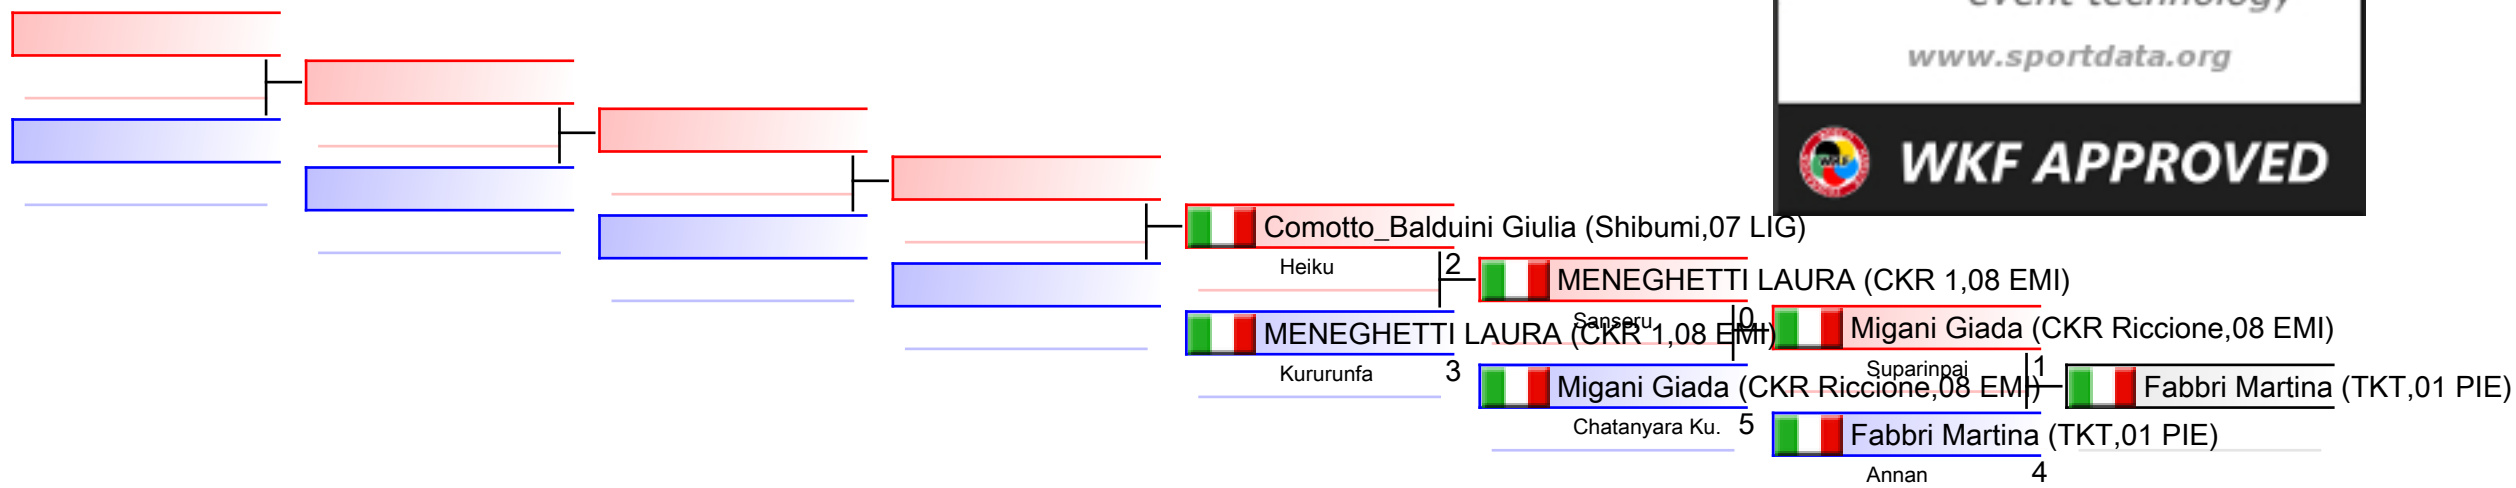 event technology
www.sportdata.org
WKF APPROVED
Comotto_Balduini Giulia (Shibumi,07 LIG)
Heiku
2
MENEGHETTI LAURA (CKR 1,08 EMI)
Kururunfa
3
MENEGHETTI LAURA (CKR 1,08 EMI)
Sanseru
0
Migani Giada (CKR Riccione,08 EMI)
Chatanyara Ku.
5
Migani Giada (CKR Riccione,08 EMI)
Suparinpai
1
Fabbri Martina (TKT,01 PIE)
Annan
4
Fabbri Martina (TKT,01 PIE)